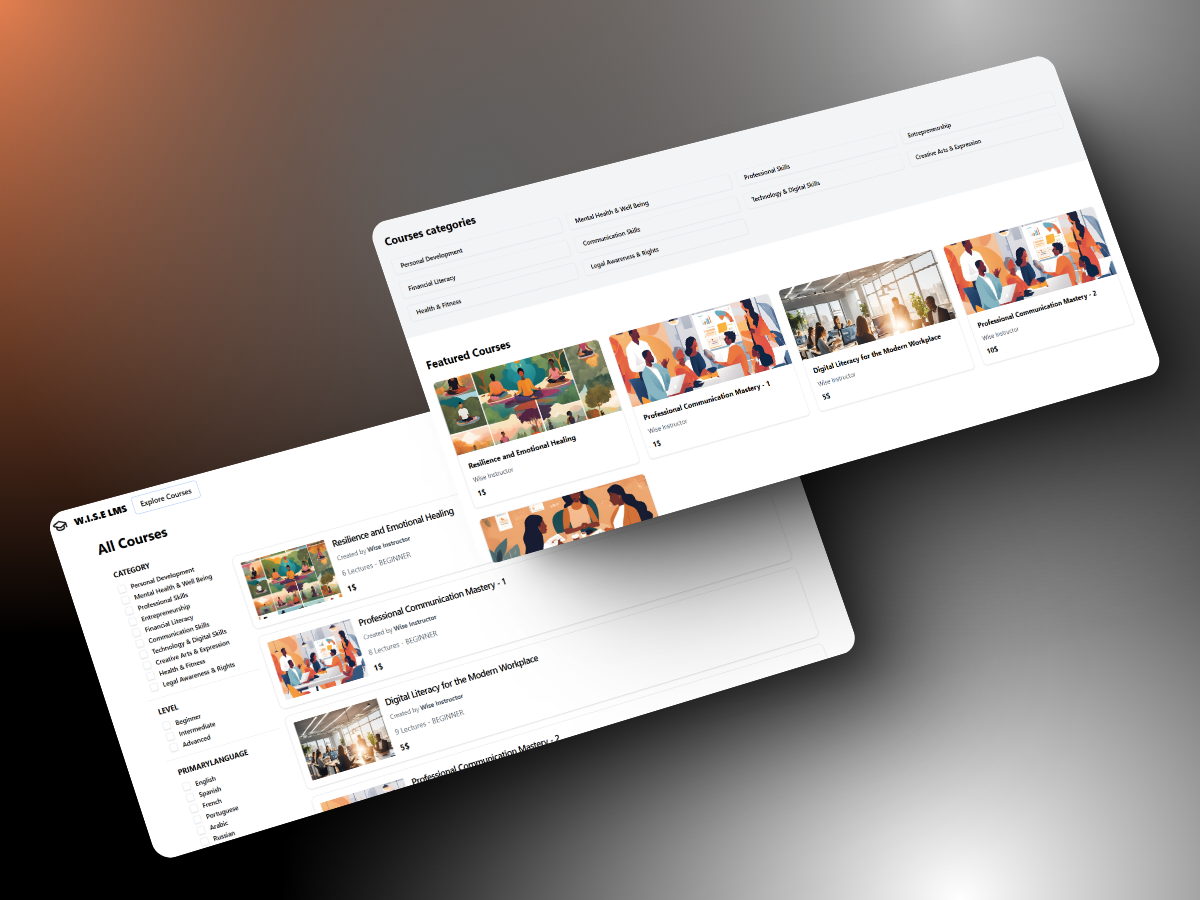 Courses categories
Personal Development
Mental Health & Well Being
Professional Skills
Entrepreneurship
Financial Literacy
Communication Skills
Technology & Digital Skills
Creative Arts & Expression
Health & Fitness
Legal Awareness & Rights
Featured Courses
Resilience and Emotional Healing
Wise Instructor
1$
Professional Communication Mastery - 1
Wise Instructor
1$
Digital Literacy for the Modern Workplace
Wise Instructor
5$
Professional Communication Mastery - 2
Wise Instructor
10$
W.I.S.E LMS
Explore Courses
All Courses
CATEGORY
Personal Development
Mental Health & Well Being
Professional Skills
Entrepreneurship
Financial Literacy
Communication Skills
Technology & Digital Skills
Creative Arts & Expression
Health & Fitness
Legal Awareness & Rights
LEVEL
Beginner
Intermediate
Advanced
PRIMARYLANGUAGE
English
Spanish
French
Portuguese
Arabic
Russian
Resilience and Emotional Healing
Created by Wise Instructor
6 Lectures - BEGINNER
1$
Professional Communication Mastery - 1
Created by Wise Instructor
8 Lectures - BEGINNER
1$
Digital Literacy for the Modern Workplace
Created by Wise Instructor
9 Lectures - BEGINNER
5$
Professional Communication Mastery - 2